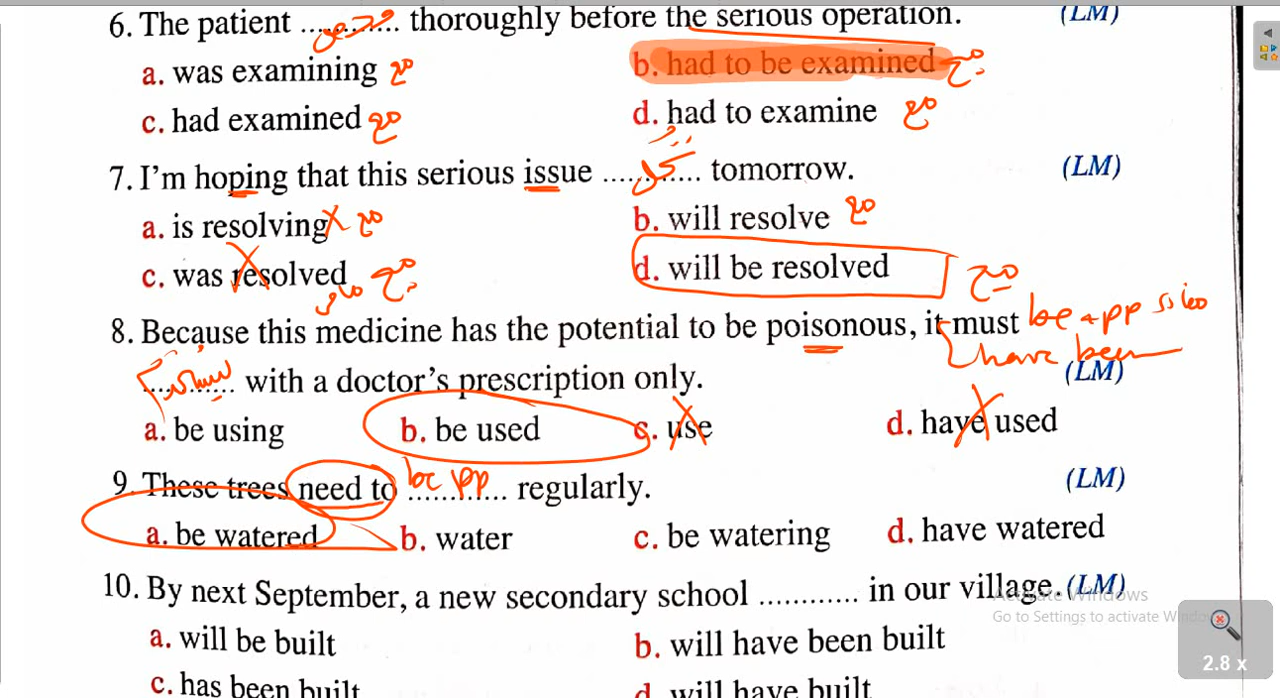 6. The patient ............ thoroughly before the serious operation. (LM)
a. was examining b. had to be examined
c. had examined d. had to examine
7. I'm hoping that this serious issue ............ tomorrow. (LM)
a. is resolving b. will resolve
c. was resolved d. will be resolved
8. Because this medicine has the potential to be poisonous, it must be + pp
have been
............ with a doctor's prescription only. (LM)
a. be using b. be used c. use d. have used
be pp
9. These trees need to ............ regularly. (LM)
a. be watered b. water c. be watering d. have watered
10. By next September, a new secondary school ............ in our village. (LM)
Activate Windows
Go to Settings to activate Windows
a. will be built b. will have been built
c. has been built d. will have built
2.8 x